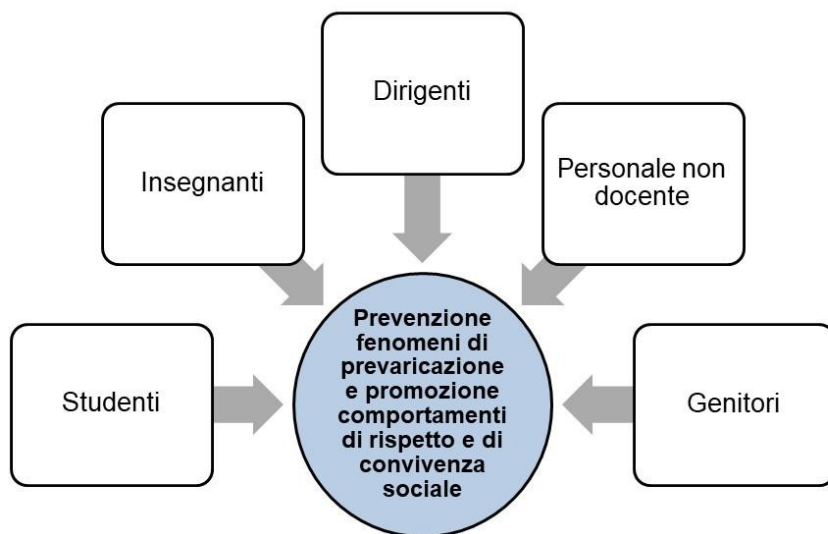 Dirigenti
Insegnanti
Personale non
docente
Studenti
Prevenzione
fenomeni di
prevaricazione
e promozione
comportamenti
di rispetto e di
convivenza
sociale
Genitori